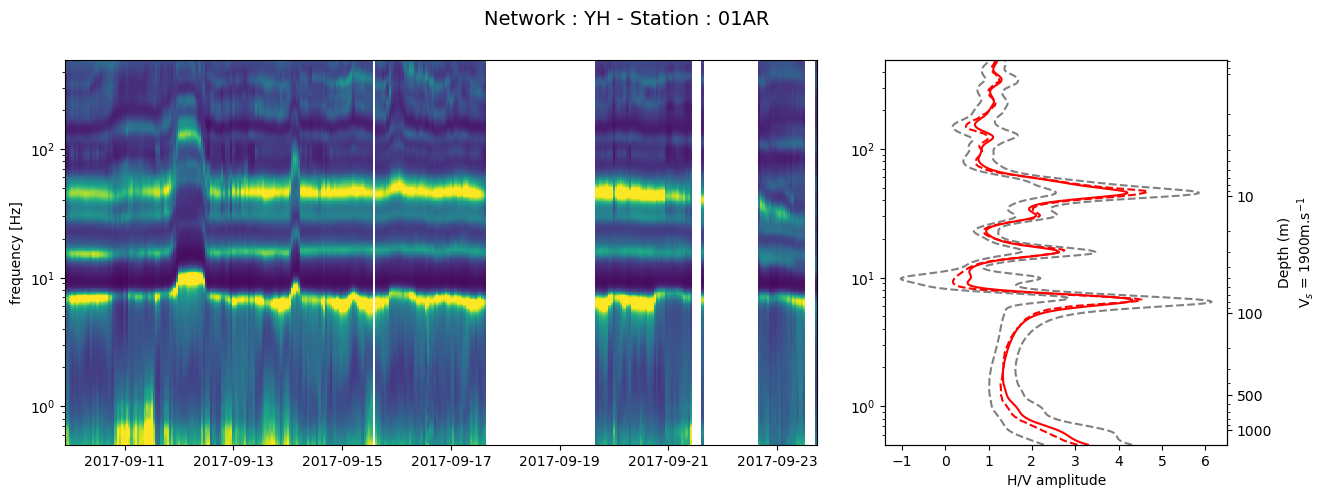 Network : YH - Station : 01AR
frequency [Hz]
10² 10¹ 10⁰
2017-09-11 2017-09-13 2017-09-15 2017-09-17 2017-09-19 2017-09-21 2017-09-23
10² 10¹ 10⁰
−1 0 1 2 3 4 5 6
H/V amplitude
10 100 500 1000
Depth (m)
Vₛ = 1900m.s⁻¹